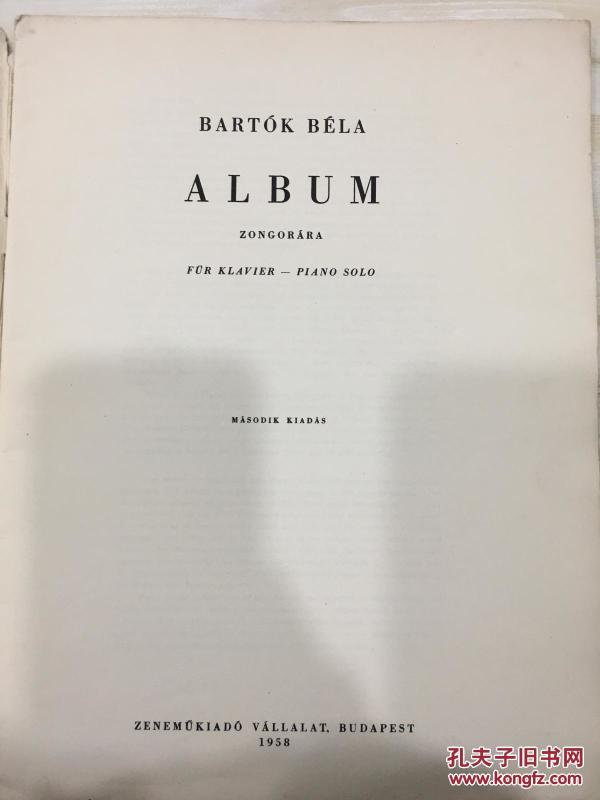 BARTÓK BÉLA
ALBUM
ZONGORÁRA
FÜR KLAVIER — PIANO SOLO
MÁSODIK KIADÁS
ZENEMŰKIADÓ VÁLLALAT, BUDAPEST
1958
孔夫子旧书网
www.kongfz.com